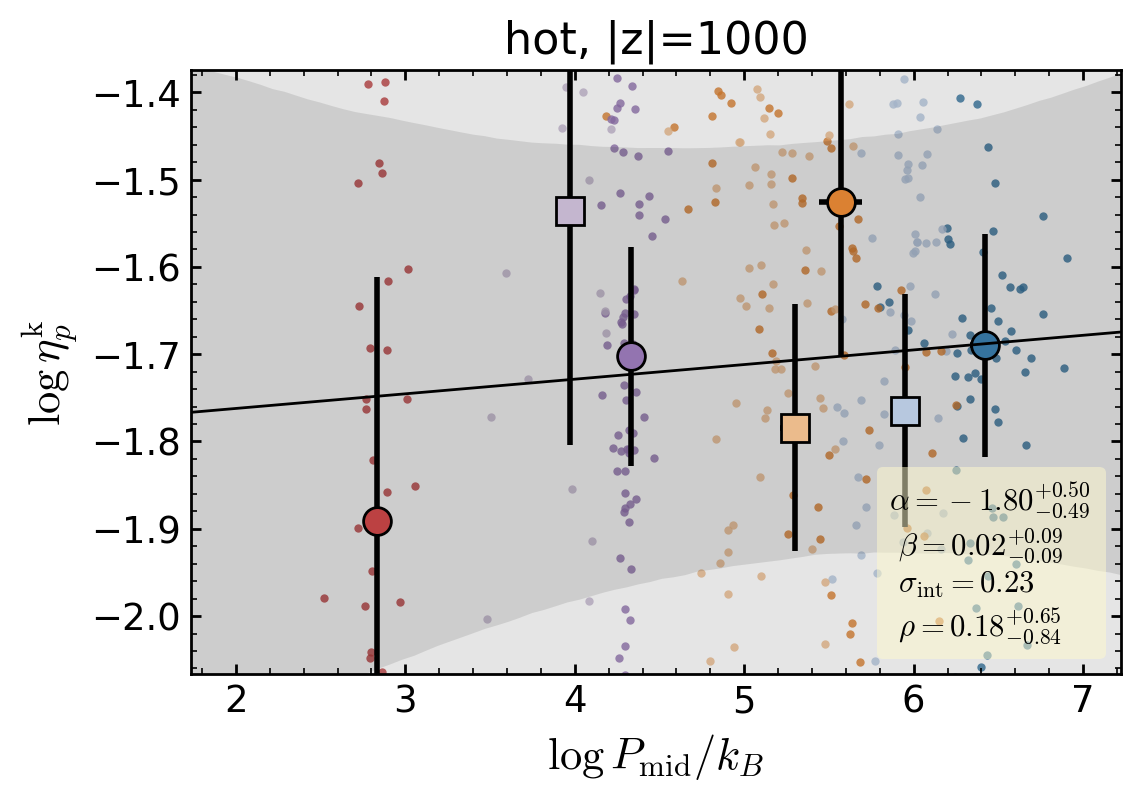 hot, |z|=1000
log η_p^k
−1.4
−1.5
−1.6
−1.7
−1.8
−1.9
−2.0
α = − 1.80^{+0.50}_{−0.49}
β = 0.02^{+0.09}_{−0.09}
σ_int = 0.23
ρ = 0.18^{+0.65}_{−0.84}
2 3 4 5 6 7
log P_mid/k_B